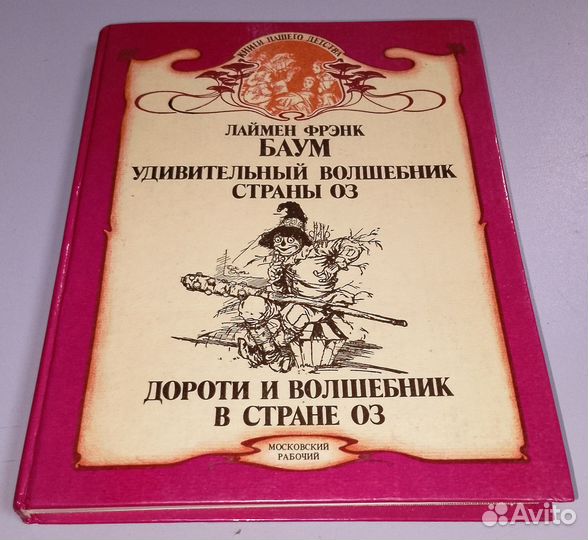 КНИГИ НАШЕГО ДЕТСТВА
ЛАЙМЕН ФРЭНК
БАУМ
УДИВИТЕЛЬНЫЙ ВОЛШЕБНИК
СТРАНЫ ОЗ
ДОРОТИ И ВОЛШЕБНИК
В СТРАНЕ ОЗ
МОСКОВСКИЙ
РАБОЧИЙ
Avito